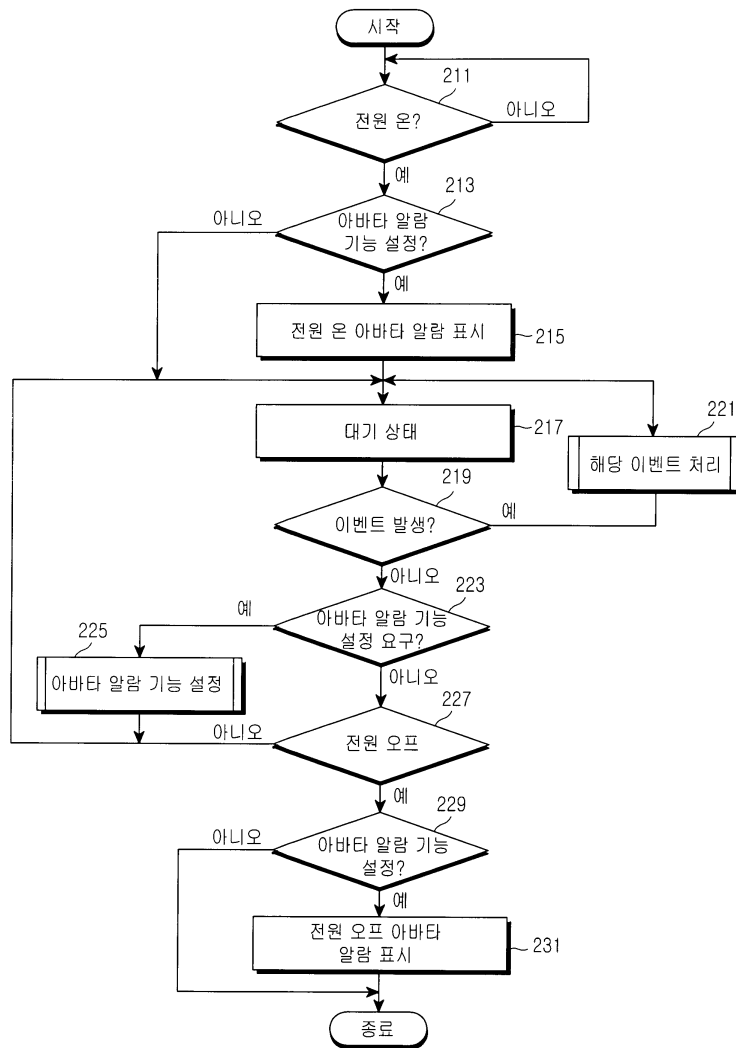 시작
211
전원 온?
아니오
예
213
아니오
아바타 알람
기능 설정?
예
전원 온 아바타 알람 표시
215
대기 상태
217
221
해당 이벤트 처리
219
이벤트 발생?
예
아니오
223
예
아바타 알람 기능
설정 요구?
225
아바타 알람 기능 설정
아니오
227
아니오
전원 오프
예
229
아니오
아바타 알람 기능
설정?
예
전원 오프 아바타
알람 표시
231
종료